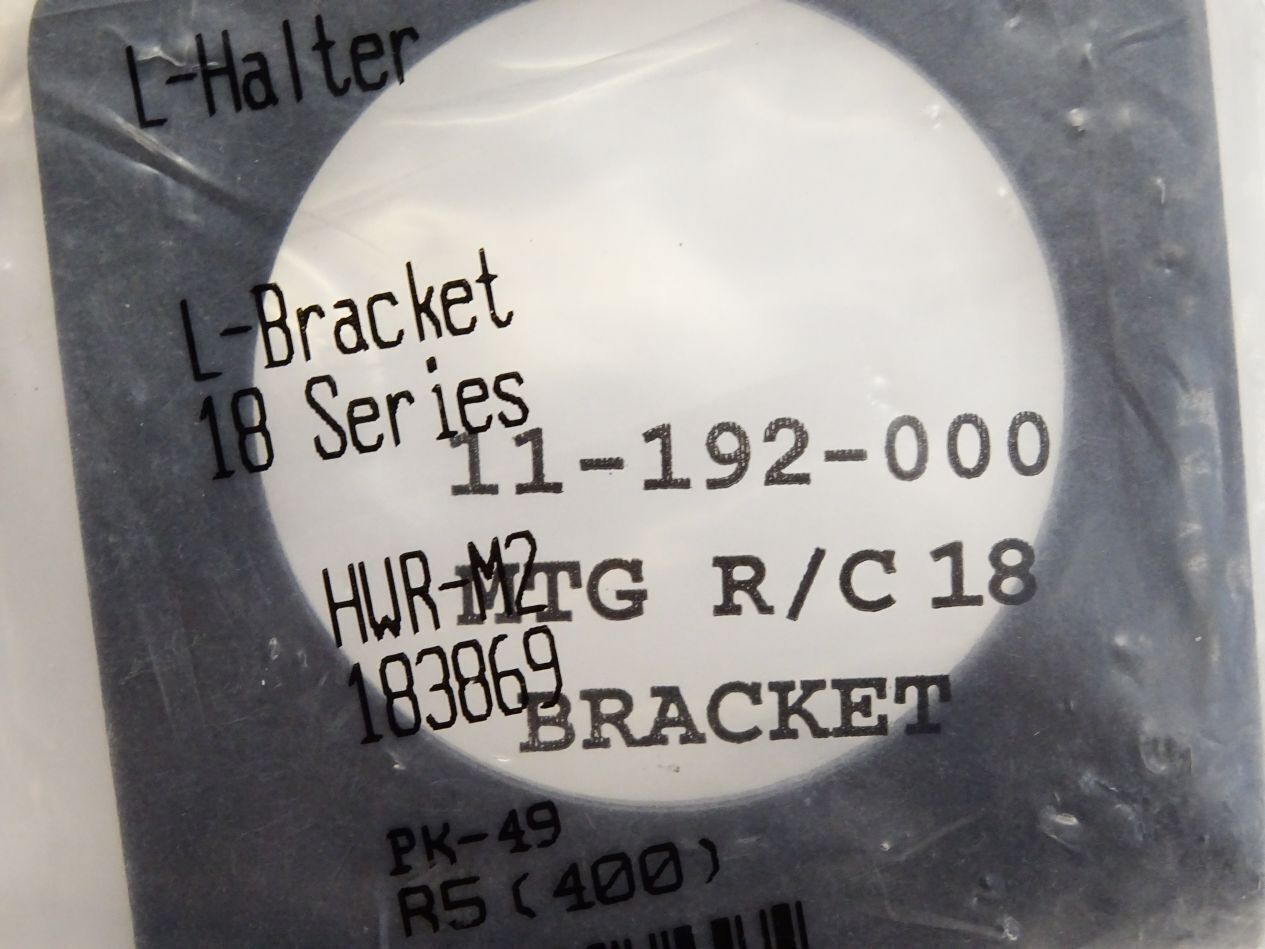 L-Halter
L-Bracket
18 Series
11-192-000
HWR-M2
MTG R/C 18
183869
BRACKET
PK-49
R5 (400)